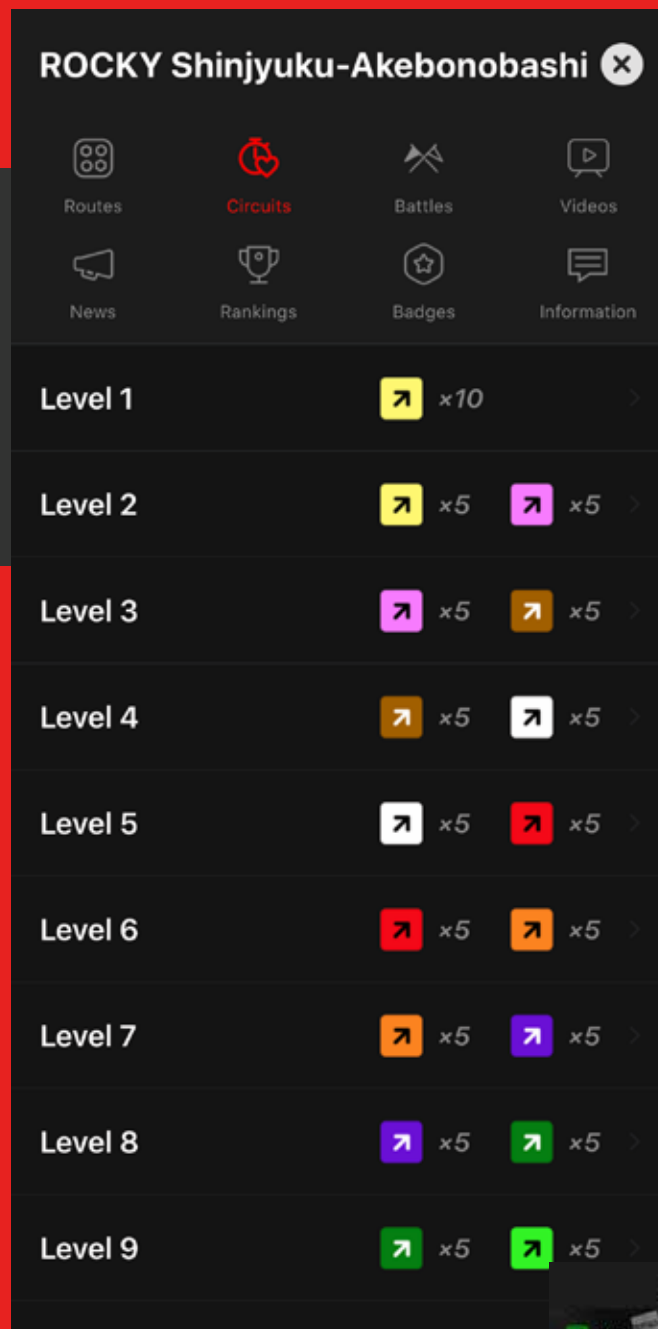 ROCKY Shinjyuku-Akebonobashi
Routes Circuits Battles Videos
News Rankings Badges Information
Level 1 ×10
Level 2 ×5 ×5
Level 3 ×5 ×5
Level 4 ×5 ×5
Level 5 ×5 ×5
Level 6 ×5 ×5
Level 7 ×5 ×5
Level 8 ×5 ×5
Level 9 ×5 ×5